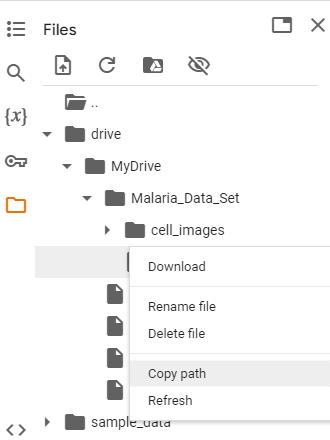 Files
{x}
..
drive
MyDrive
Malaria_Data_Set
cell_images
Download
Rename file
Delete file
Copy path
Refresh
sample_data